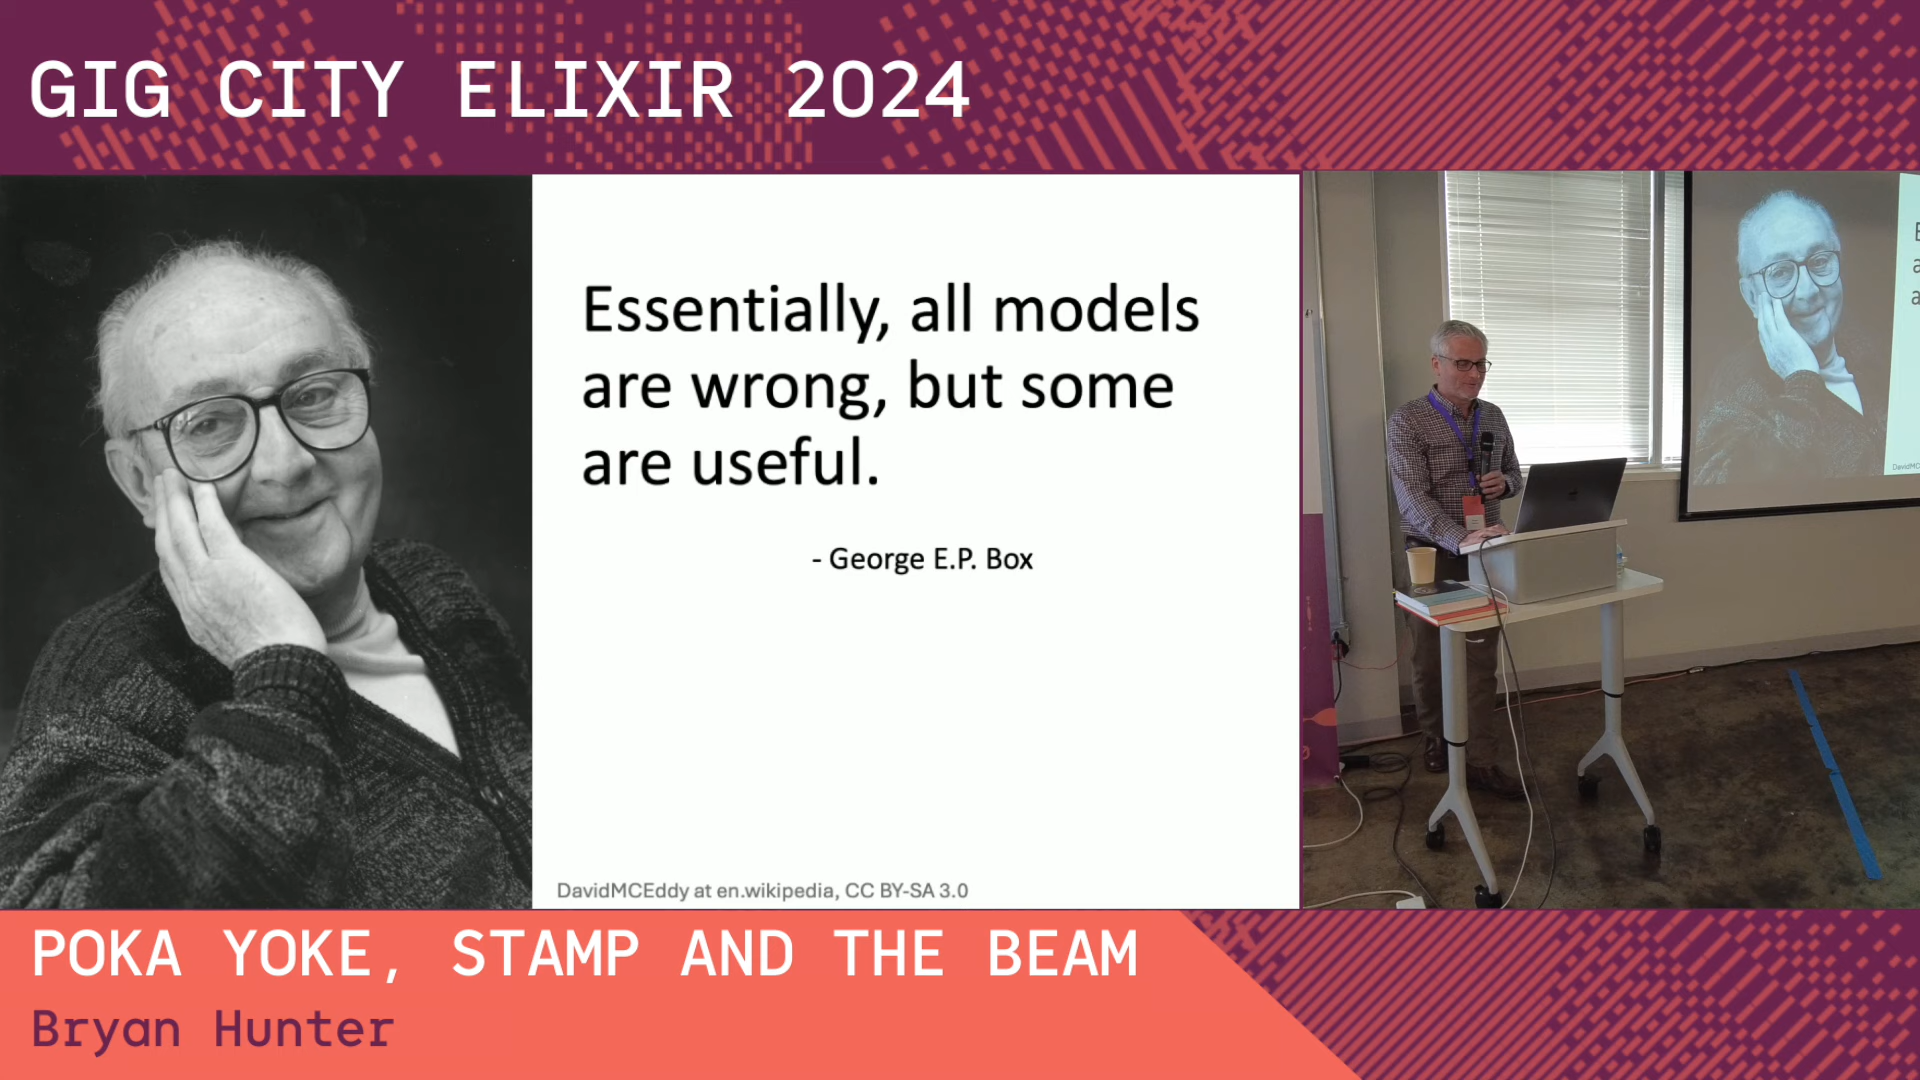 GIG CITY ELIXIR 2024
Essentially, all models
are wrong, but some
are useful.
- George E.P. Box
DavidMCEddy at en.wikipedia, CC BY-SA 3.0
POKA YOKE, STAMP AND THE BEAM
Bryan Hunter